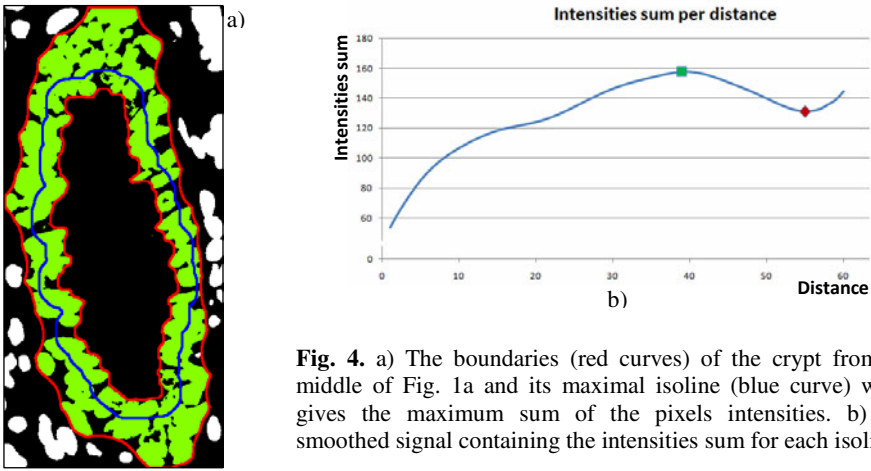 a)
Intensities sum per distance
Intensities sum
180
160
140
120
100
80
60
0
0
10
20
30
40
50
60
Distance
b)
Fig. 4. a) The boundaries (red curves) of the crypt from
middle of Fig. 1a and its maximal isoline (blue curve) w
gives the maximum sum of the pixels intensities. b)
smoothed signal containing the intensities sum for each isoli